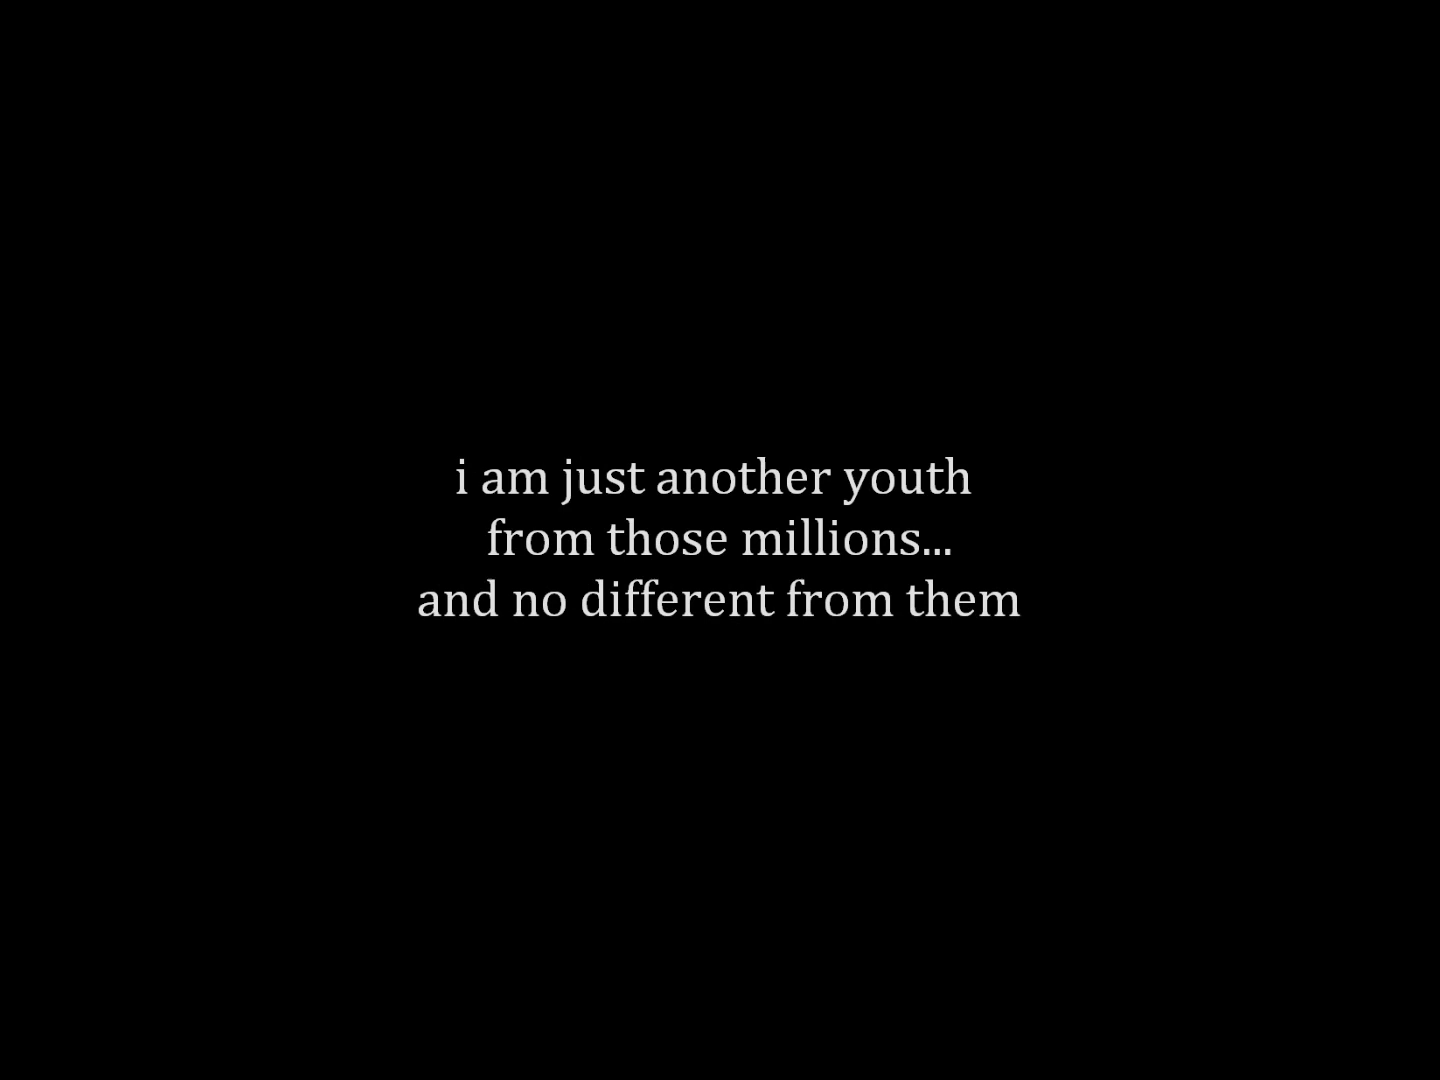 i am just another youth
from those millions...
and no different from them